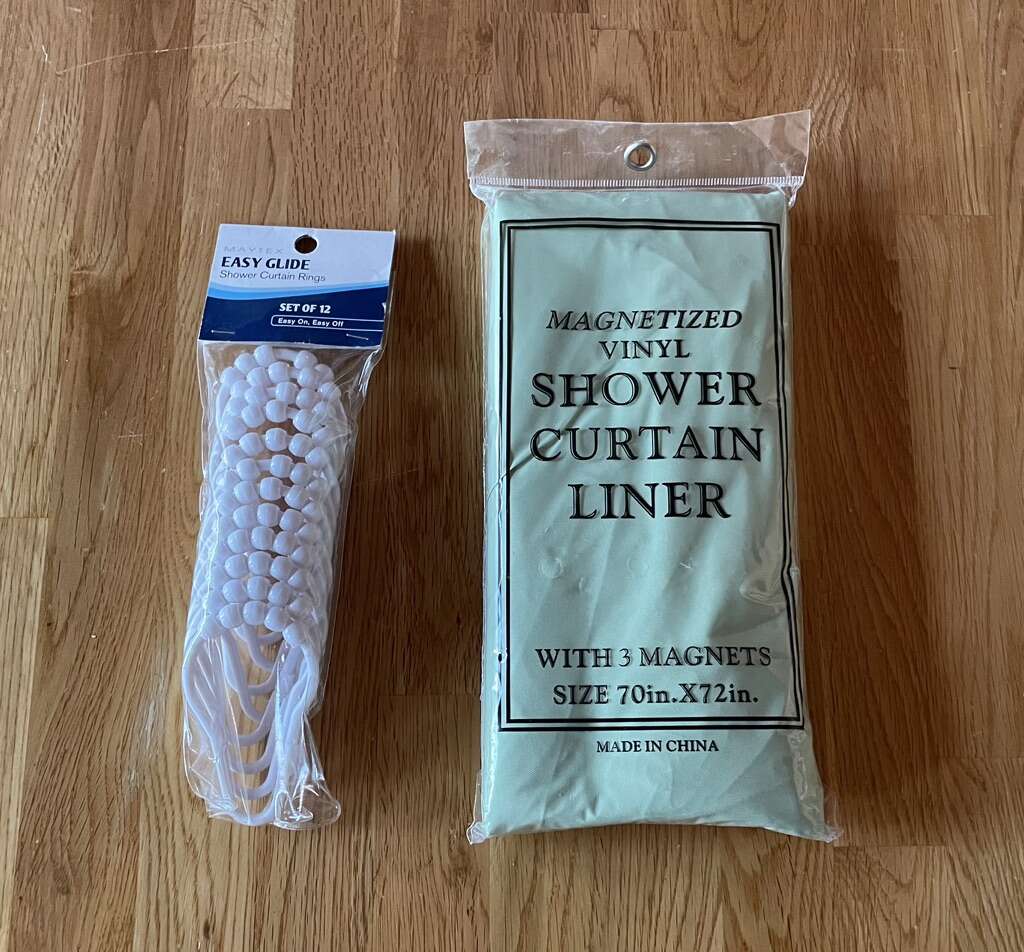 MAYTEX
EASY GLIDE
Shower Curtain Rings
SET OF 12
Easy On, Easy Off
MAGNETIZED
VINYL
SHOWER
CURTAIN
LINER
WITH 3 MAGNETS
SIZE 70in.X72in.
MADE IN CHINA